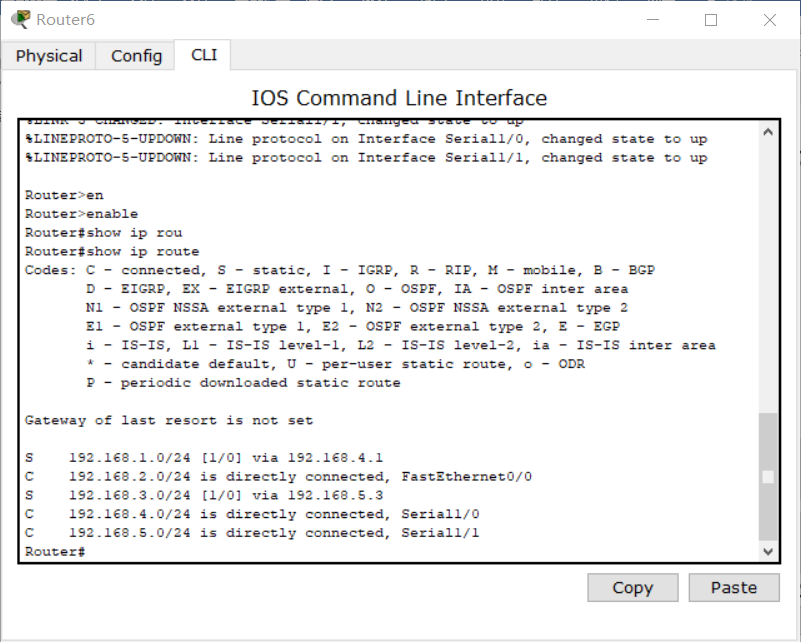 Router6
Physical Config CLI
IOS Command Line Interface
%LINK-5-CHANGED: Interface Serial1/1, changed state to up
%LINEPROTO-5-UPDOWN: Line protocol on Interface Serial1/0, changed state to up
%LINEPROTO-5-UPDOWN: Line protocol on Interface Serial1/1, changed state to up
Router>en
Router>enable
Router#show ip rou
Router#show ip route
Codes: C - connected, S - static, I - IGRP, R - RIP, M - mobile, B - BGP
D - EIGRP, EX - EIGRP external, O - OSPF, IA - OSPF inter area
N1 - OSPF NSSA external type 1, N2 - OSPF NSSA external type 2
E1 - OSPF external type 1, E2 - OSPF external type 2, E - EGP
i - IS-IS, L1 - IS-IS level-1, L2 - IS-IS level-2, ia - IS-IS inter area
* - candidate default, U - per-user static route, o - ODR
P - periodic downloaded static route
Gateway of last resort is not set
S 192.168.1.0/24 [1/0] via 192.168.4.1
C 192.168.2.0/24 is directly connected, FastEthernet0/0
S 192.168.3.0/24 [1/0] via 192.168.5.3
C 192.168.4.0/24 is directly connected, Serial1/0
C 192.168.5.0/24 is directly connected, Serial1/1
Router#
Copy Paste